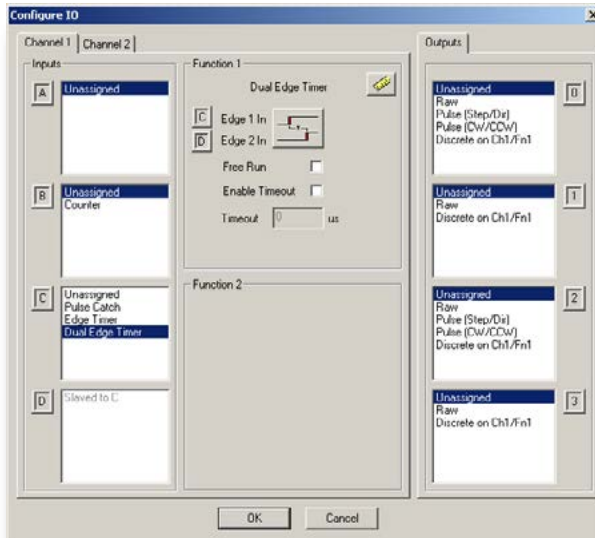 Configure IO
Channel 1
Channel 2
Inputs
A
Unassigned
B
Unassigned
Counter
C
Unassigned
Pulse Catch
Edge Timer
Dual Edge Timer
D
Slaved to C
Function 1
Dual Edge Timer
C
Edge 1 In
D
Edge 2 In
Free Run
Enable Timeout
Timeout
0
us
Function 2
Outputs
Unassigned
Raw
Pulse (Step/Dir)
Pulse (CW/CCW)
Discrete on Ch1/Fn1
0
Unassigned
Raw
Discrete on Ch1/Fn1
1
Unassigned
Raw
Pulse (Step/Dir)
Pulse (CW/CCW)
Discrete on Ch1/Fn1
2
Unassigned
Raw
Discrete on Ch1/Fn1
3
OK
Cancel